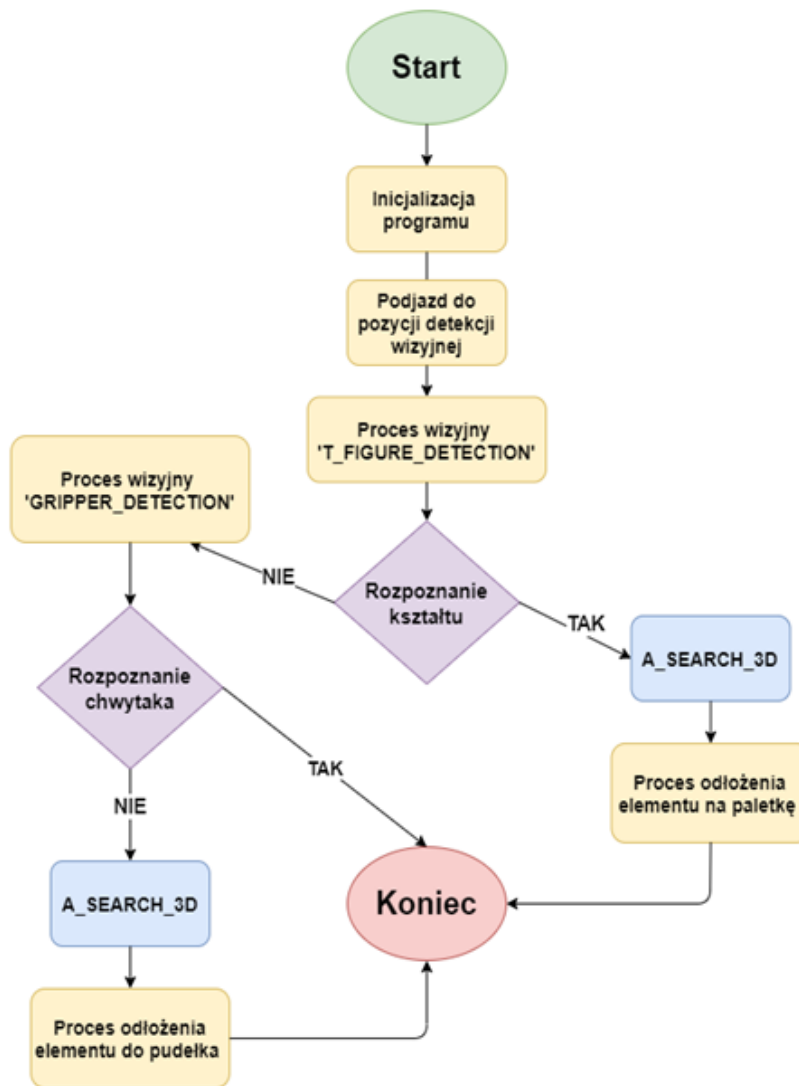 Start
Inicjalizacja
programu
Podjazd do
pozycji detekcji
wizyjnej
Proces wizyjny
'T_FIGURE_DETECTION'
Proces wizyjny
'GRIPPER_DETECTION'
NIE
Rozpoznanie
kształtu
TAK
A_SEARCH_3D
Rozpoznanie
chwytaka
TAK
NIE
Proces odłożenia
elementu na paletkę
A_SEARCH_3D
Koniec
Proces odłożenia
elementu do pudełka